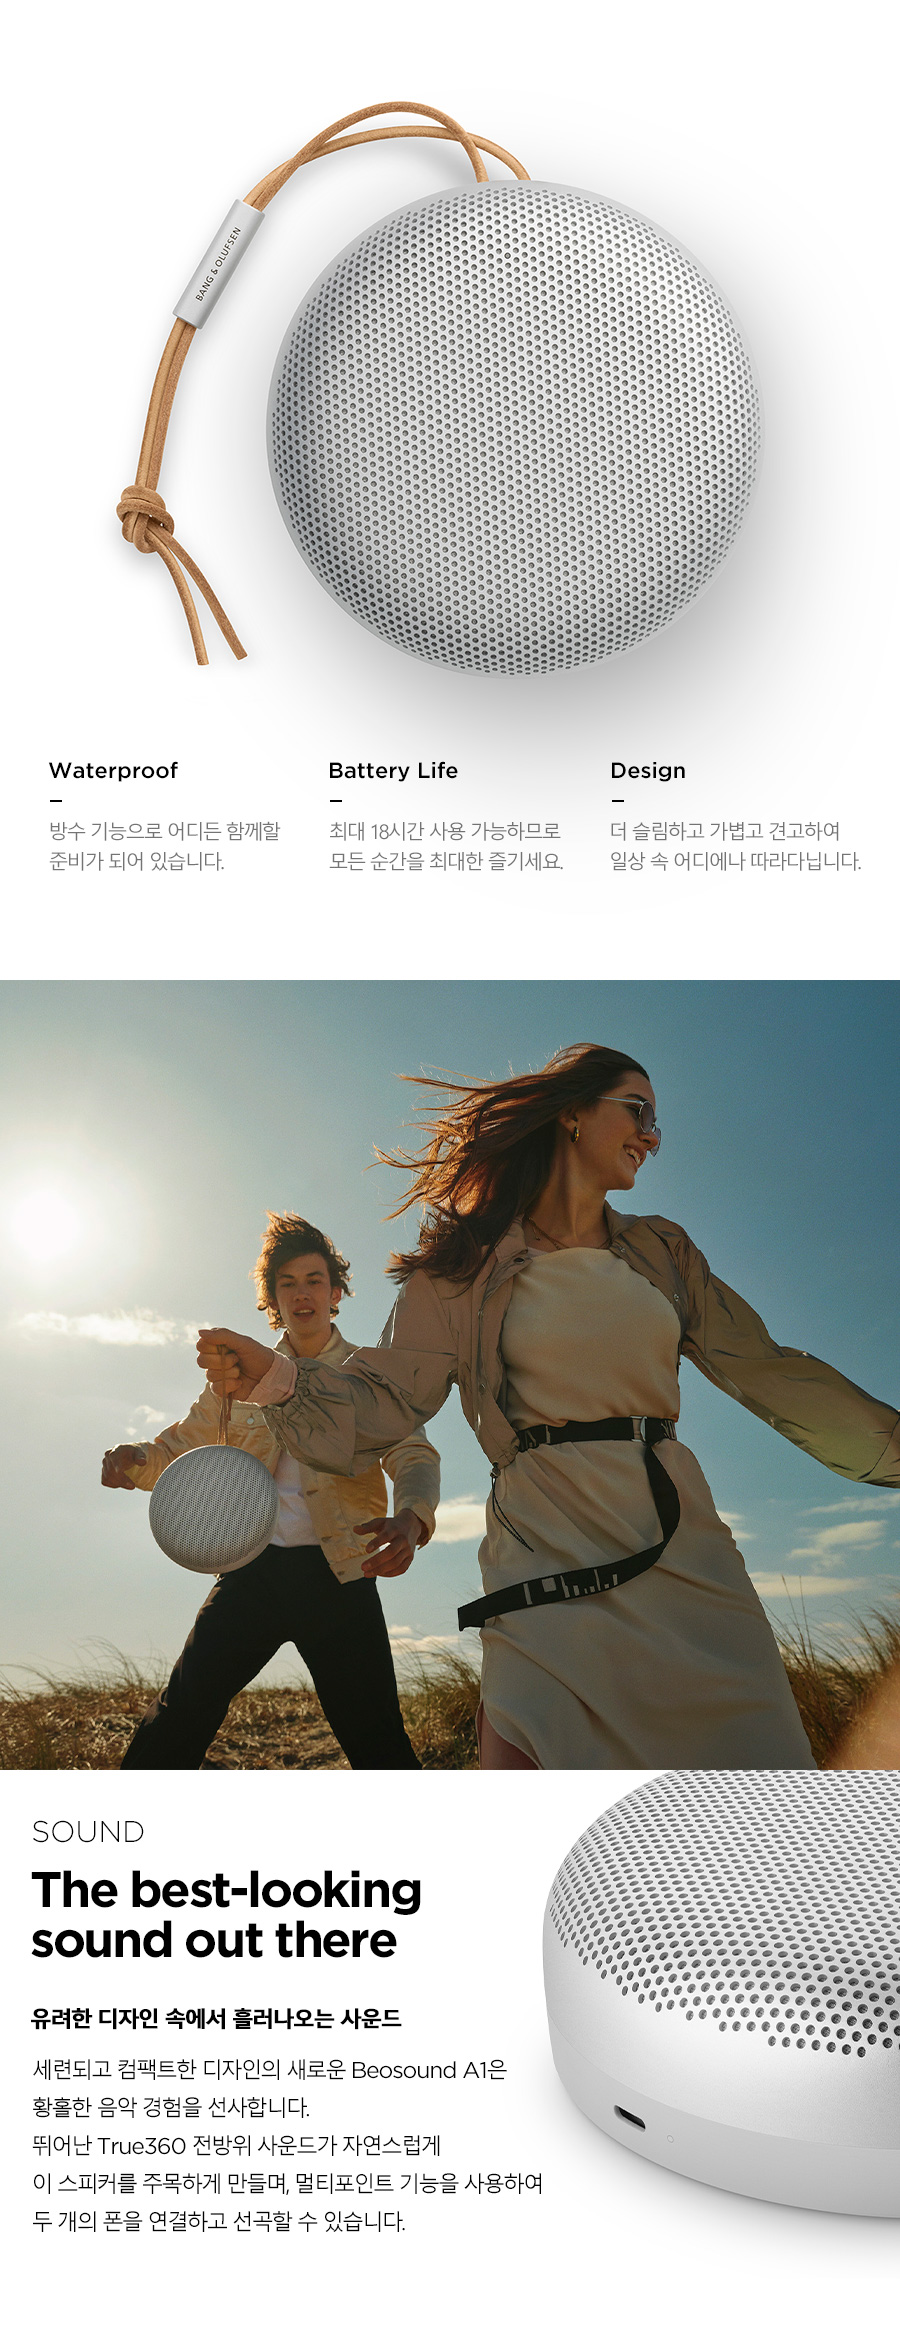 BANG & OLUFSEN
Waterproof
방수 기능으로 어디든 함께할
준비가 되어 있습니다.
Battery Life
최대 18시간 사용 가능하므로
모든 순간을 최대한 즐기세요.
Design
더 슬림하고 가볍고 견고하여
일상 속 어디에나 따라다닙니다.
SOUND
The best-looking
sound out there
유려한 디자인 속에서 흘러나오는 사운드
세련되고 컴팩트한 디자인의 새로운 Beosound A1은
황홀한 음악 경험을 선사합니다.
뛰어난 True360 전방위 사운드가 자연스럽게
이 스피커를 주목하게 만들며, 멀티포인트 기능을 사용하여
두 개의 폰을 연결하고 선곡할 수 있습니다.